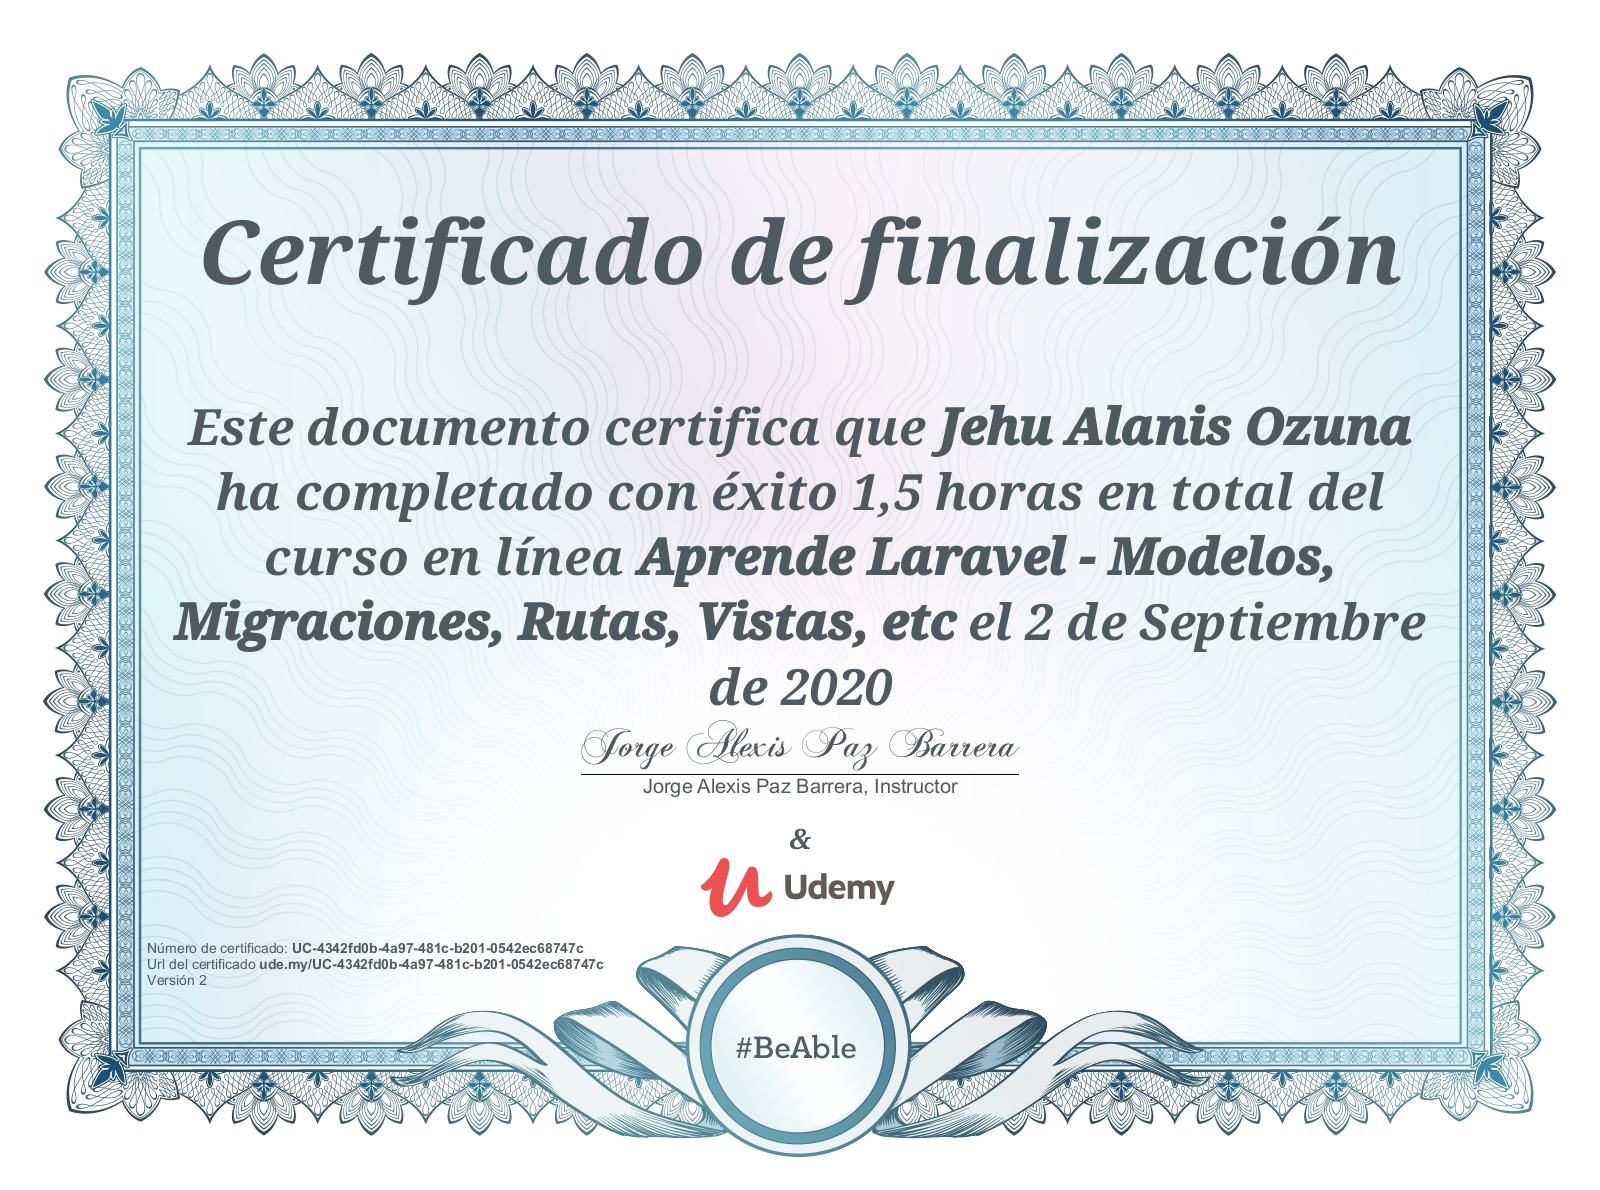 Certificado de finalización
Este documento certifica que Jehu Alanis Ozuna
ha completado con éxito 1,5 horas en total del
curso en línea Aprende Laravel - Modelos,
Migraciones, Rutas, Vistas, etc el 2 de Septiembre
de 2020
Jorge Alexis Paz Barrera
Jorge Alexis Paz Barrera, Instructor
&
Udemy
Número de certificado: UC-4342fd0b-4a97-481c-b201-0542ec68747c
Url del certificado ude.my/UC-4342fd0b-4a97-481c-b201-0542ec68747c
Versión 2
#BeAble